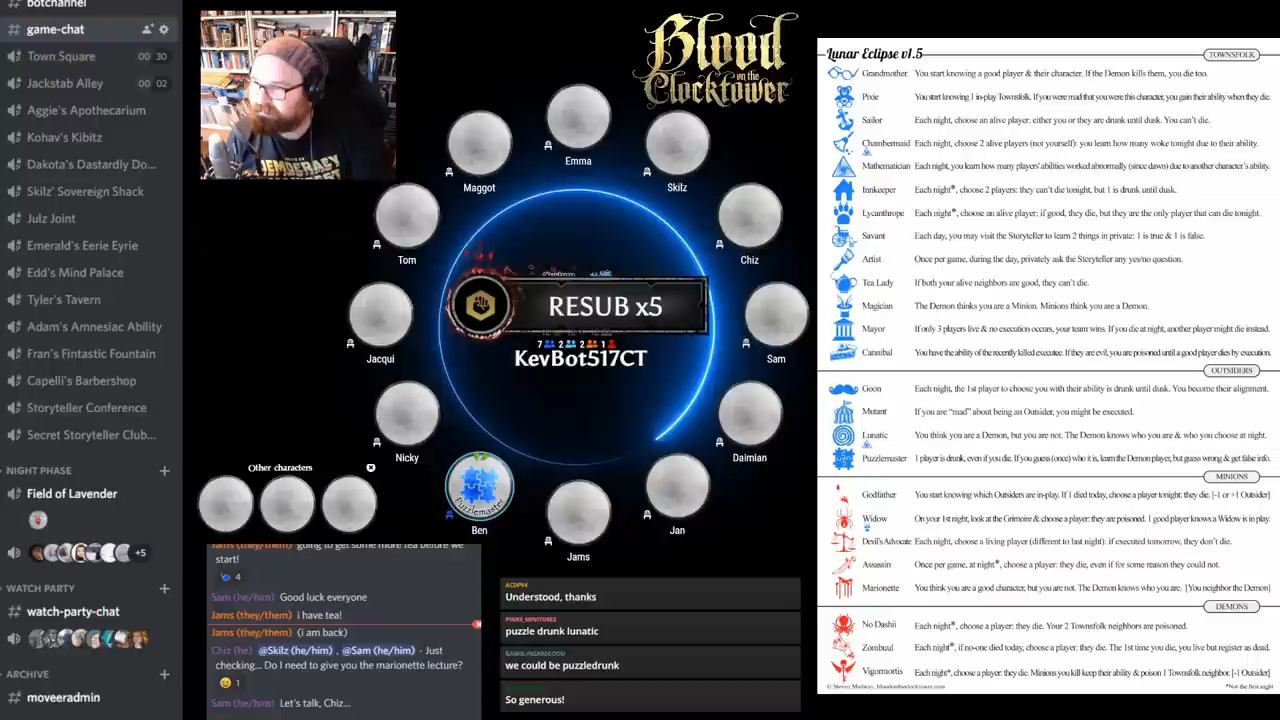 botchannel
# game-chat
Town Square 30
Potion Valley 02
Kohav's Kibitz
Dakota's Dastardly Do...
Skilz' Sovereign Shack
Julz Joint
Emerald's Eerie Eyrie
Edd's Mind Palace
Tyler's Tavern
Adam's Amnesiac Ability
Fran's Fintastic Fountain
Capelli's Barbershop
Storyteller Conference
Secret Storyteller Club...
NIGHT PHASE +
Field of Lavender
+5
WATCH PARTY +
watch-party-chat
ARCHIVE +
# moveeradmin
Blood
on the
Clocktower
Emma
Maggot
Skilz
Tom
Chiz
Jacqui
Sam
Nicky
Daimian
Ben
Jan
Jams
Puzzlemaster
RESUB x5
7 2 2 1
KevBot517CT
Other characters
Jams (they/them) going to get some more tea before we
start!
4
Sam (he/him) Good luck everyone
Jams (they/them) i have tea!
Jams (they/them) (i am back)
Chiz (he) @Skilz (he/him) , @Sam (he/him) - Just
checking... Do I need to give you the marionette lecture?
1
Sam (he/him) Let's talk, Chiz...
ACDP94
Understood, thanks
PINKS_MINITURES
puzzle drunk lunatic
GAMBLINGAREGOOD
we could be puzzledrunk
So generous!
Lunar Eclipse v1.5
TOWNSFOLK
Grandmother You start knowing a good player & their character. If the Demon kills them, you die too.
Pixie You start knowing 1 in-play Townsfolk. If you were mad that you were this character, you gain their ability when they die.
Sailor Each night, choose an alive player: either you or they are drunk until dusk. You can't die.
Chambermaid Each night, choose 2 alive players (not yourself): you learn how many woke tonight due to their ability.
Mathematician Each night, you learn how many players' abilities worked abnormally (since dawn) due to another character's ability.
Innkeeper Each night*, choose 2 players: they can't die tonight, but 1 is drunk until dusk.
Lycanthrope Each night*, choose an alive player: if good, they die, but they are the only player that can die tonight.
Savant Each day, you may visit the Storyteller to learn 2 things in private: 1 is true & 1 is false.
Artist Once per game, during the day, privately ask the Storyteller any yes/no question.
Tea Lady If both your alive neighbors are good, they can't die.
Magician The Demon thinks you are a Minion. Minions think you are a Demon.
Mayor If only 3 players live & no execution occurs, your team wins. If you die at night, another player might die instead.
Cannibal You have the ability of the recently killed executee. If they are evil, you are poisoned until a good player dies by execution.
OUTSIDERS
Goon Each night, the 1st player to choose you with their ability is drunk until dusk. You become their alignment.
Mutant If you are "mad" about being an Outsider, you might be executed.
Lunatic You think you are a Demon, but you are not. The Demon knows who you are & who you choose at night.
Puzzlemaster 1 player is drunk, even if you die. If you guess (once) who it is, learn the Demon player, but guess wrong & get false info.
MINIONS
Godfather You start knowing which Outsiders are in-play. If 1 died today, choose a player tonight: they die. [-1 or +1 Outsider]
Widow On your 1st night, look at the Grimoire & choose a player: they are poisoned. 1 good player knows a Widow is in play.
Devil's Advocate Each night, choose a living player (different to last night): if executed tomorrow, they don't die.
Assassin Once per game, at night*, choose a player: they die, even if for some reason they could not.
Marionette You think you are a good character, but you are not. The Demon knows who you are. [You neighbor the Demon]
DEMONS
No Dashii Each night*, choose a player: they die. Your 2 Townsfolk neighbors are poisoned.
Zombuul Each night*, if no-one died today, choose a player: they die. The 1st time you die, you live but register as dead.
Vigormortis Each night*, choose a player: they die. Minions you kill keep their ability & poison 1 Townsfolk neighbor. [-1 Outsider]
© Steven Medway, bloodontheclocktower.com
*Not the first night